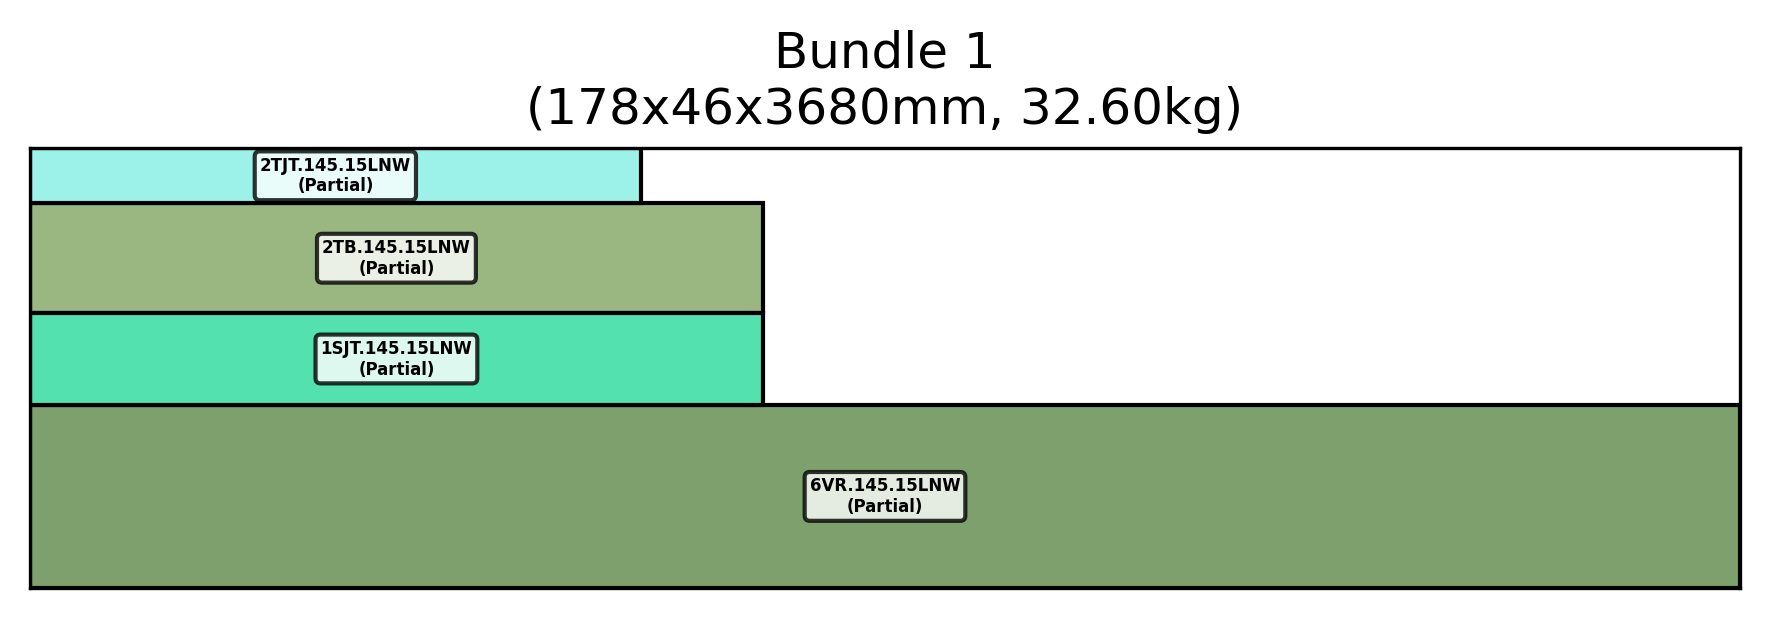 Bundle 1
(178x46x3680mm, 32.60kg)
2TJT.145.15LNW
(Partial)
2TB.145.15LNW
(Partial)
1SJT.145.15LNW
(Partial)
6VR.145.15LNW
(Partial)